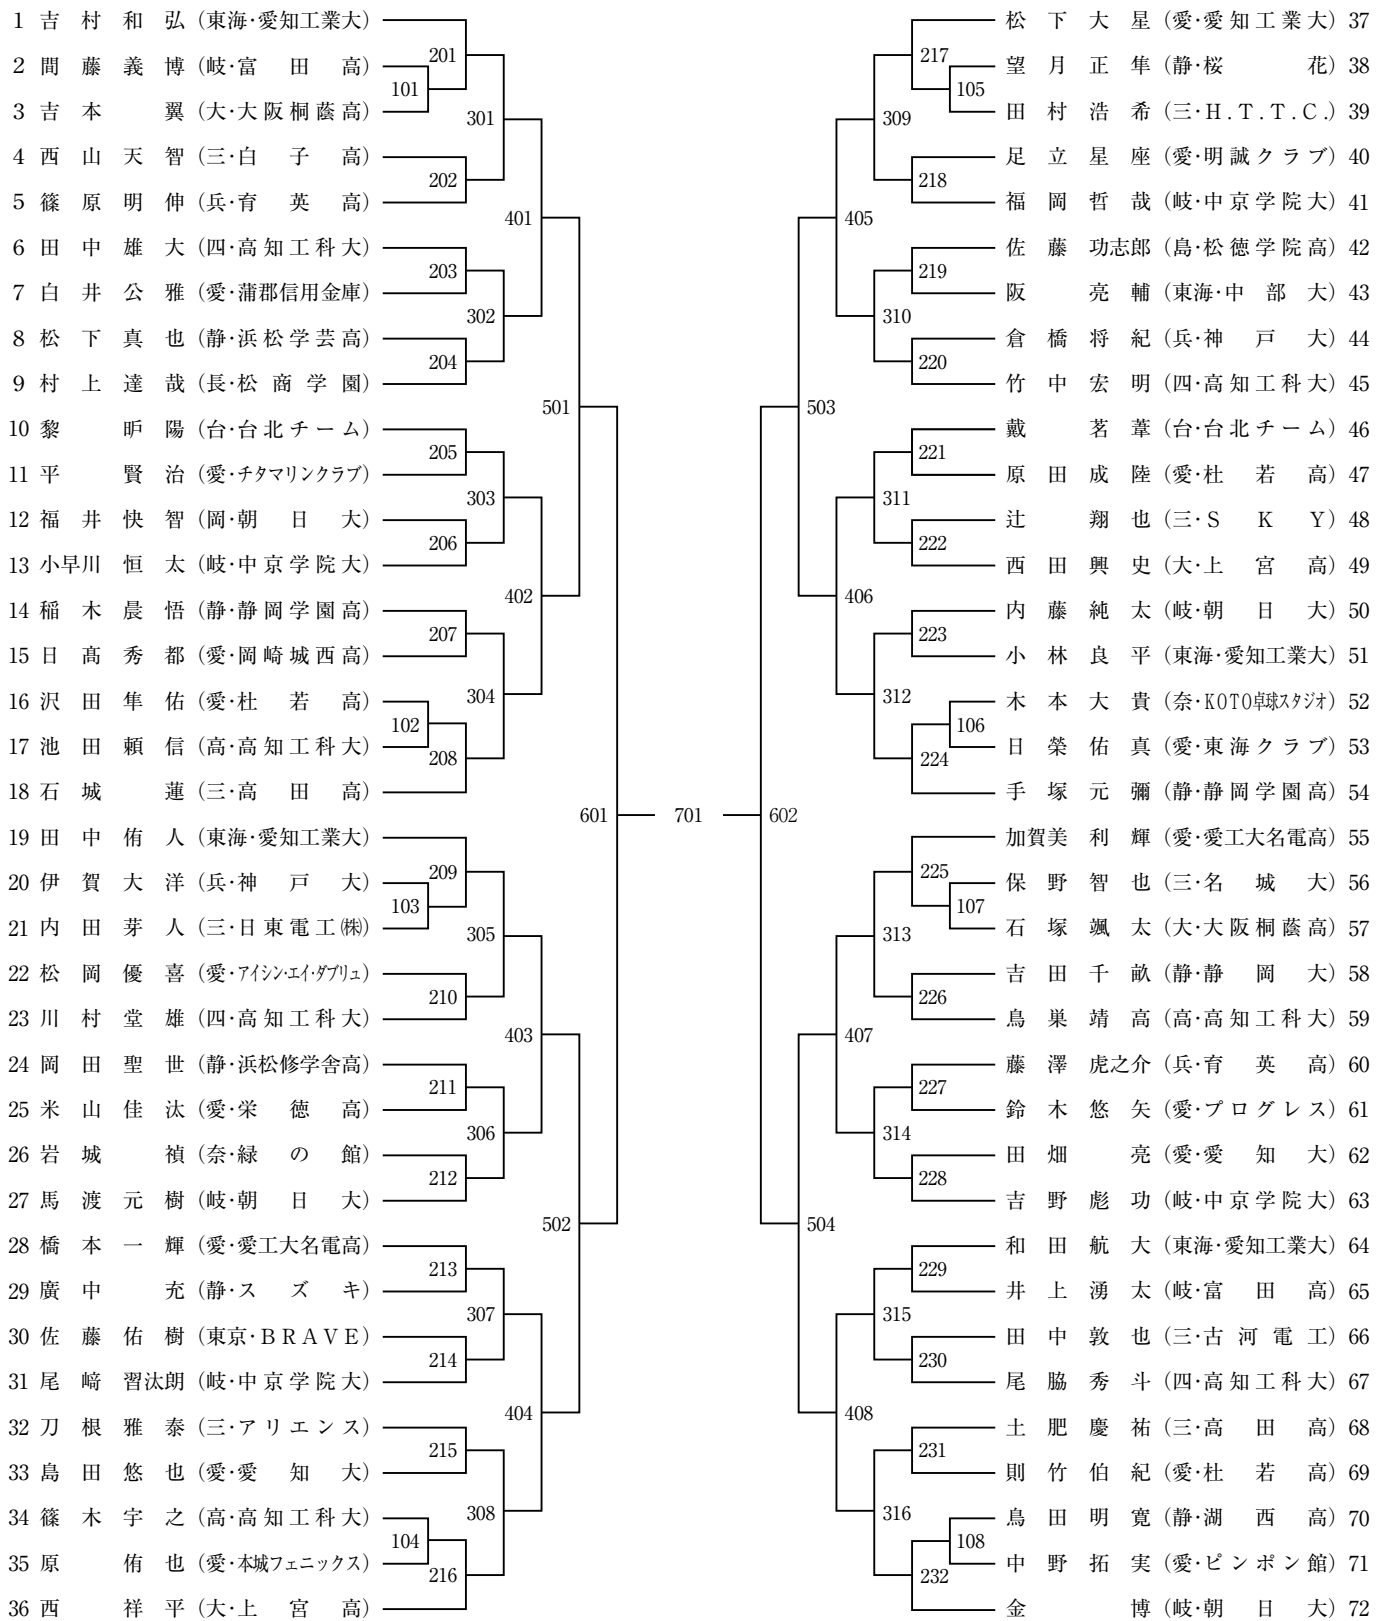 1 吉村和弘 (東海・愛知工業大)
2 間藤義博 (岐・富田高)
3 吉本翼 (大・大阪桐蔭高)
4 西山天智 (三・白子高)
5 篠原明伸 (兵・育英高)
6 田中雄大 (四・高知工科大)
7 白井公雅 (愛・蒲郡信用金庫)
8 松下真也 (静・浜松学芸高)
9 村上達哉 (長・松商学園)
10 黎昕陽 (台・台北チーム)
11 平賢治 (愛・チタマリンクラブ)
12 福井快智 (岡・朝日大)
13 小早川恒太 (岐・中京学院大)
14 稲木晨悟 (静・静岡学園高)
15 日髙秀都 (愛・岡崎城西高)
16 沢田隼佑 (愛・杜若高)
17 池田頼信 (高・高知工科大)
18 石城蓮 (三・高田高)
19 田中侑人 (東海・愛知工業大)
20 伊賀大洋 (兵・神戸大)
21 内田芽人 (三・日東電工㈱)
22 松岡優喜 (愛・アイシン・エイ・ダブリュ)
23 川村堂雄 (四・高知工科大)
24 岡田聖世 (静・浜松修学舎高)
25 米山佳汰 (愛・栄徳高)
26 岩城禎 (奈・緑の館)
27 馬渡元樹 (岐・朝日大)
28 橋本一輝 (愛・愛工大名電高)
29 廣中充 (静・スズキ)
30 佐藤佑樹 (東京・BRAVE)
31 尾﨑習汰朗 (岐・中京学院大)
32 刀根雅泰 (三・アリエンス)
33 島田悠也 (愛・愛知大)
34 篠木宇之 (高・高知工科大)
35 原侑也 (愛・本城フェニックス)
36 西祥平 (大・上宮高)
101
102
103
104
201
202
203
204
205
206
207
208
209
210
211
212
213
214
215
216
301
302
303
304
305
306
307
308
401
402
403
404
501
502
601
701
602
503
504
405
406
407
408
309
310
311
312
313
314
315
316
217
218
219
220
221
222
223
224
225
226
227
228
229
230
231
232
105
106
107
108
松下大星 (愛・愛知工業大) 37
望月正隼 (静・桜花) 38
田村浩希 (三・H.T.T.C.) 39
足立星座 (愛・明誠クラブ) 40
福岡哲哉 (岐・中京学院大) 41
佐藤功志郎 (島・松徳学院高) 42
阪亮輔 (東海・中部大) 43
倉橋将紀 (兵・神戸大) 44
竹中宏明 (四・高知工科大) 45
戴茗葦 (台・台北チーム) 46
原田成陸 (愛・杜若高) 47
辻翔也 (三・SKY) 48
西田興史 (大・上宮高) 49
内藤純太 (岐・朝日大) 50
小林良平 (東海・愛知工業大) 51
木本大貴 (奈・KOTO卓球スタジオ) 52
日榮佑真 (愛・東海クラブ) 53
手塚元彌 (静・静岡学園高) 54
加賀美利輝 (愛・愛工大名電高) 55
保野智也 (三・名城大) 56
石塚颯太 (大・大阪桐蔭高) 57
吉田千畝 (静・静岡大) 58
鳥巣靖高 (高・高知工科大) 59
藤澤虎之介 (兵・育英高) 60
鈴木悠矢 (愛・プログレス) 61
田畑亮 (愛・愛知大) 62
吉野彪功 (岐・中京学院大) 63
和田航大 (東海・愛知工業大) 64
井上湧太 (岐・富田高) 65
田中敦也 (三・古河電工) 66
尾脇秀斗 (四・高知工科大) 67
土肥慶祐 (三・高田高) 68
則竹伯紀 (愛・杜若高) 69
鳥田明寛 (静・湖西高) 70
中野拓実 (愛・ピンポン館) 71
金博 (岐・朝日大) 72